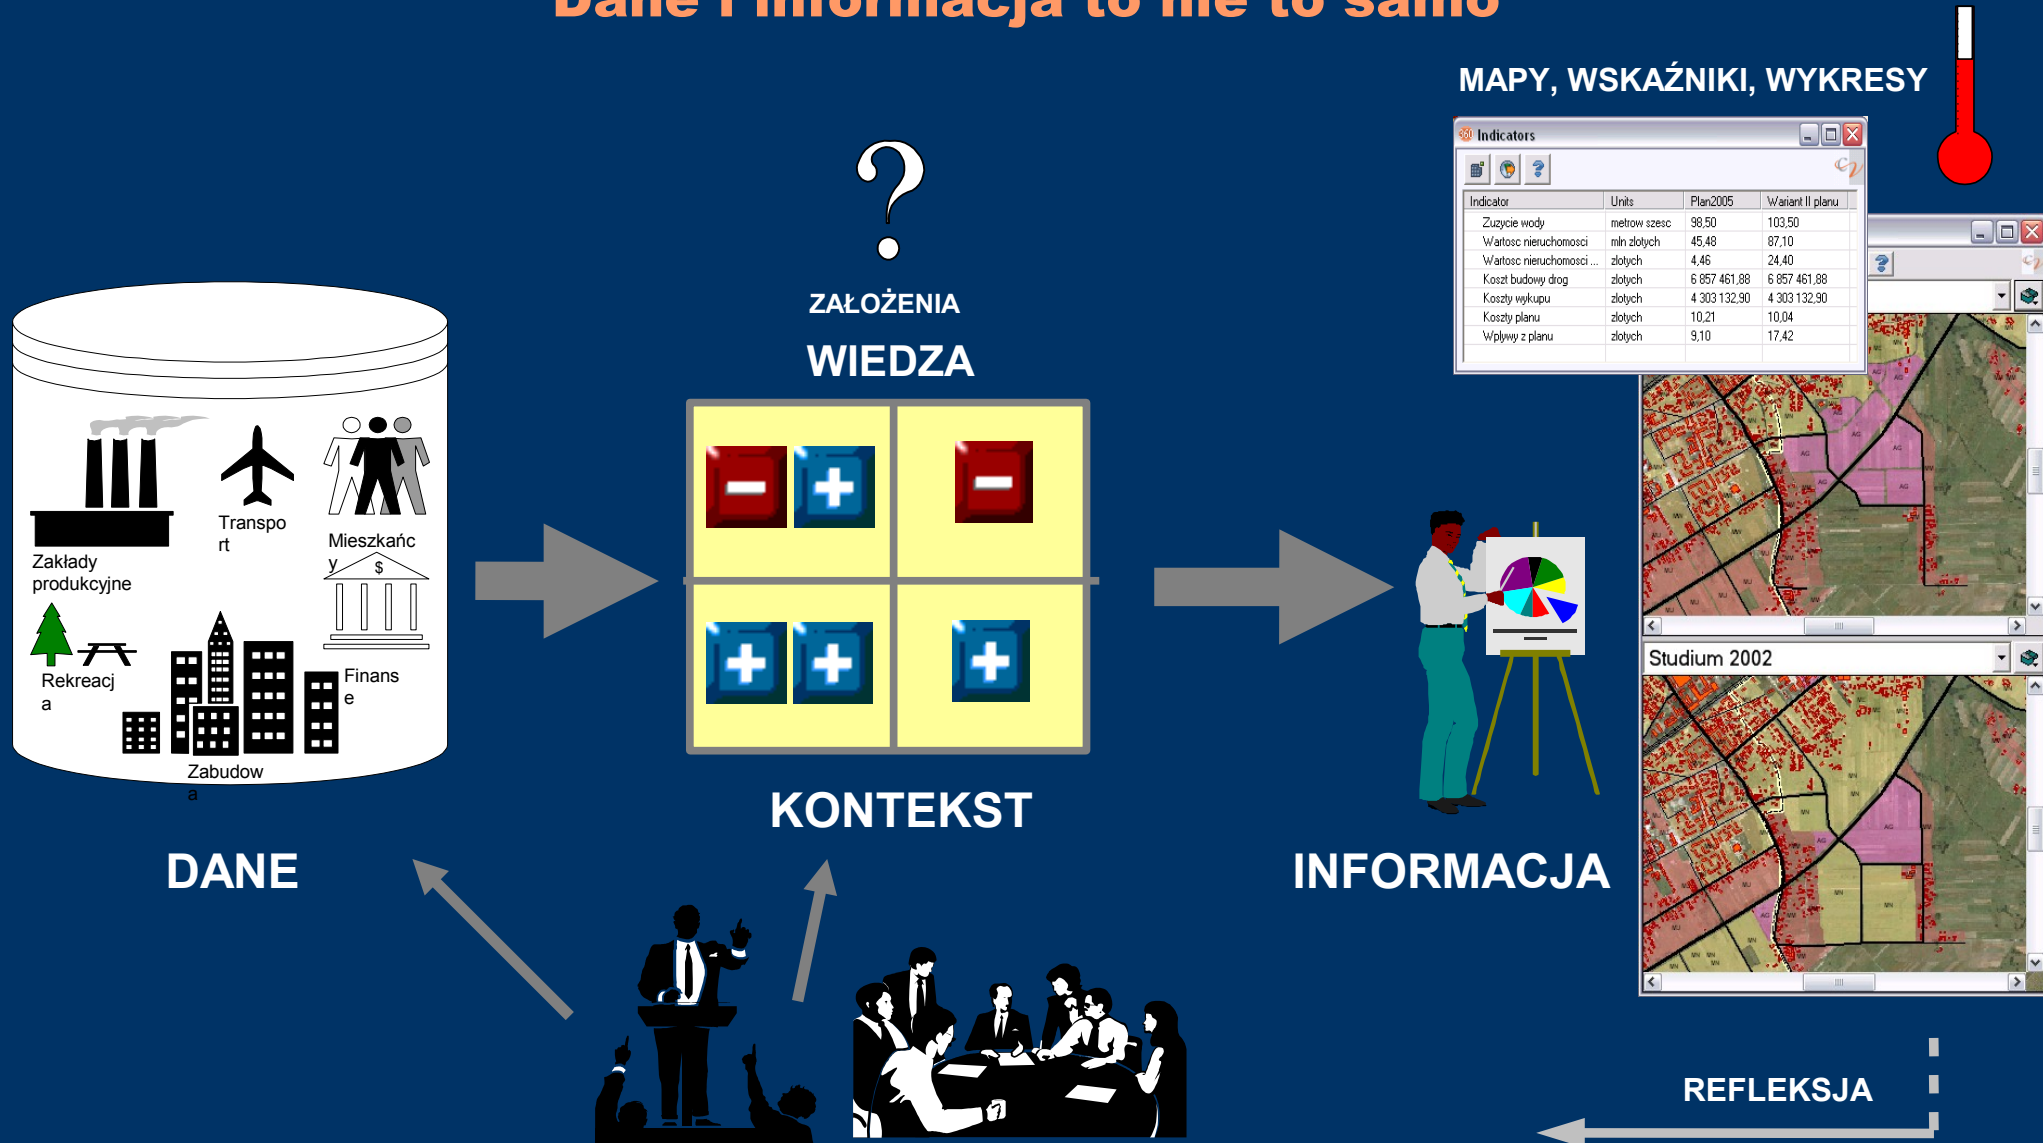 Dane i informacja to nie to samo
MAPY, WSKAŹNIKI, WYKRESY
Indicators
Indicator Units Plan2005 Wariant II planu
Zuzycie wody metrow szesc 98,50 103,50
Wartosc nieruchomosci mln zlotych 45,48 87,10
Wartosc nieruchomosci ... zlotych 4,46 24,40
Koszt budowy drog zlotych 6 857 461,88 6 857 461,88
Koszty wykupu zlotych 4 303 132,90 4 303 132,90
Koszty planu zlotych 10,21 10,04
Wplywy z planu zlotych 9,10 17,42
?
ZAŁOŻENIA
WIEDZA
Zakłady
produkcyjne
Transpo
rt
Mieszkańc
y
$
Rekreacj
a
Finans
e
Zabudow
a
DANE
KONTEKST
INFORMACJA
Studium 2002
REFLEKSJA